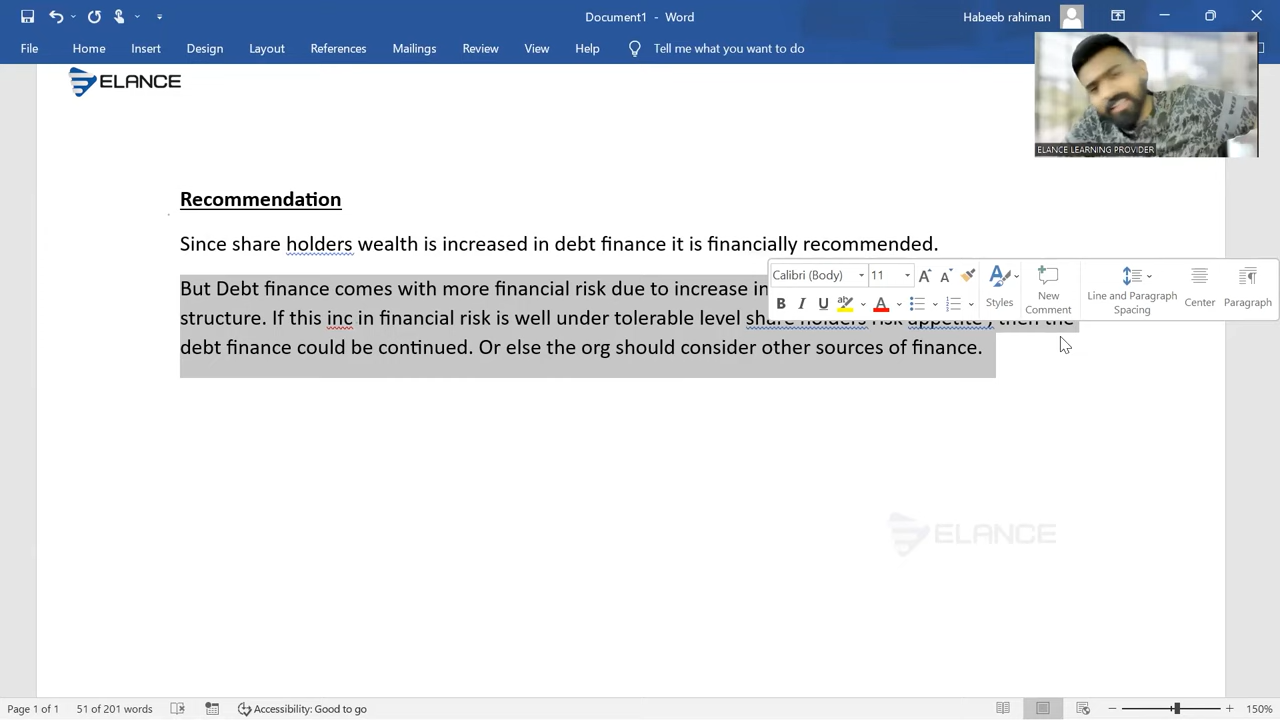 Document1 - Word
Habeeb rahiman
File Home Insert Design Layout References Mailings Review View Help Tell me what you want to do
ELANCE
ELANCE LEARNING PROVIDER
Recommendation
Since share holders wealth is increased in debt finance it is financially recommended.
But Debt finance comes with more financial risk due to increase in
Calibri (Body) 11
Styles
New
Comment
Line and Paragraph
Spacing
Center
Paragraph
structure. If this inc in financial risk is well under tolerable level share holders risk appetite , then the
debt finance could be continued. Or else the org should consider other sources of finance.
ELANCE
Page 1 of 1 51 of 201 words Accessibility: Good to go 150%